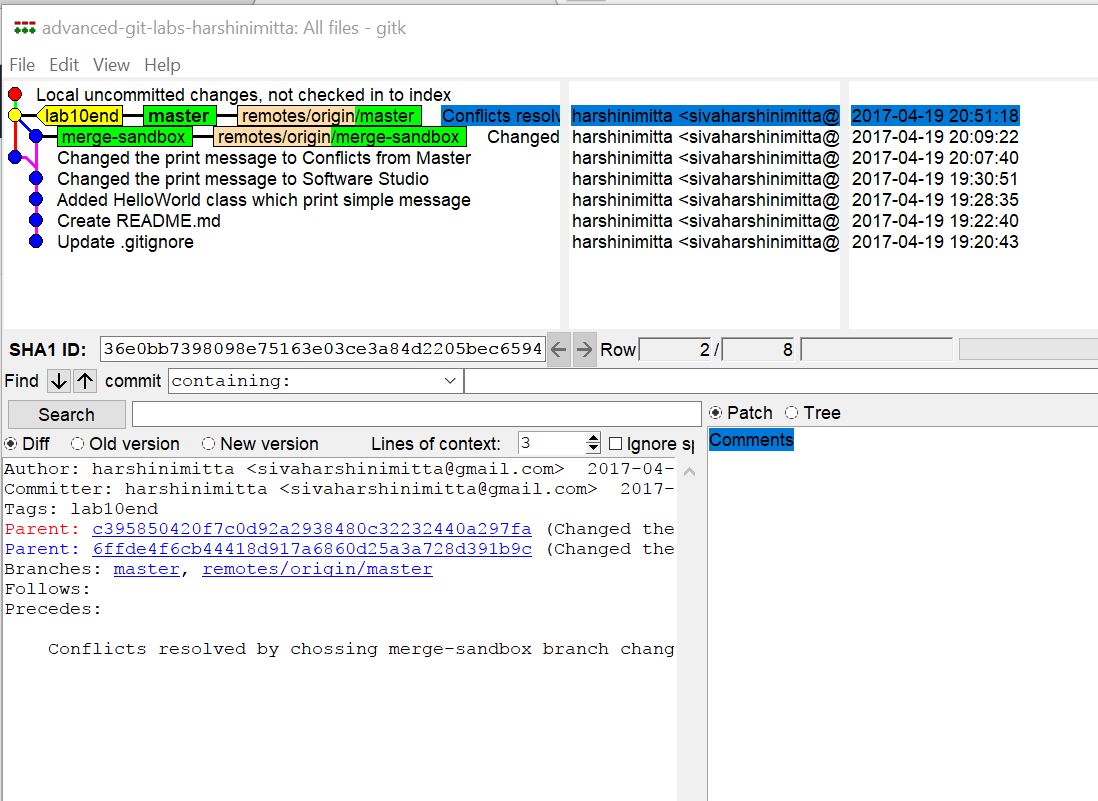 advanced-git-labs-harshinimitta: All files - gitk
File Edit View Help
Local uncommitted changes, not checked in to index
lab10end master remotes/origin/master Conflicts resolv harshinimitta <sivaharshinimitta@ 2017-04-19 20:51:18
merge-sandbox remotes/origin/merge-sandbox Changed harshinimitta <sivaharshinimitta@ 2017-04-19 20:09:22
Changed the print message to Conflicts from Master harshinimitta <sivaharshinimitta@ 2017-04-19 20:07:40
Changed the print message to Software Studio harshinimitta <sivaharshinimitta@ 2017-04-19 19:30:51
Added HelloWorld class which print simple message harshinimitta <sivaharshinimitta@ 2017-04-19 19:28:35
Create README.md harshinimitta <sivaharshinimitta@ 2017-04-19 19:22:40
Update .gitignore harshinimitta <sivaharshinimitta@ 2017-04-19 19:20:43
SHA1 ID: 36e0bb7398098e75163e03ce3a84d2205bec6594 ← → Row 2 / 8
Find ↓ ↑ commit containing:
Search
Patch Tree
Diff Old version New version Lines of context: 3 Ignore sp
Comments
Author: harshinimitta <sivaharshinimitta@gmail.com> 2017-04-
Committer: harshinimitta <sivaharshinimitta@gmail.com> 2017-
Tags: lab10end
Parent: c395850420f7c0d92a2938480c32232440a297fa (Changed the
Parent: 6ffde4f6cb44418d917a6860d25a3a728d391b9c (Changed the
Branches: master, remotes/origin/master
Follows:
Precedes:
Conflicts resolved by chossing merge-sandbox branch chang